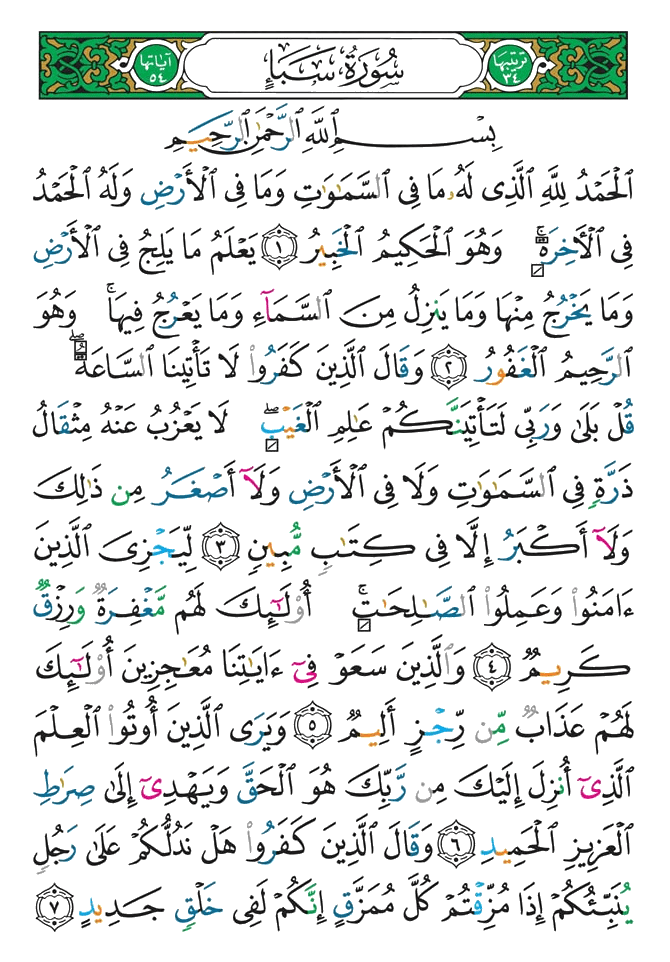 ترتيبها ٣٤ سُورَةُ سَبَإٍ آياتها ٥٤
بِسْمِ ٱللَّهِ ٱلرَّحْمَٰنِ ٱلرَّحِيمِ
ٱلْحَمْدُ لِلَّهِ ٱلَّذِى لَهُۥ مَا فِى ٱلسَّمَٰوَٰتِ وَمَا فِى ٱلْأَرْضِ وَلَهُ ٱلْحَمْدُ
فِى ٱلْأَخِرَةِۚ وَهُوَ ٱلْحَكِيمُ ٱلْخَبِيرُ ١ يَعْلَمُ مَا يَلِجُ فِى ٱلْأَرْضِ
وَمَا يَخْرُجُ مِنْهَا وَمَا يَنزِلُ مِنَ ٱلسَّمَآءِ وَمَا يَعْرُجُ فِيهَاۚ وَهُوَ
ٱلرَّحِيمُ ٱلْغَفُورُ ٢ وَقَالَ ٱلَّذِينَ كَفَرُوا۟ لَا تَأْتِينَا ٱلسَّاعَةُۖ
قُلْ بَلَىٰ وَرَبِّى لَتَأْتِيَنَّكُمْ عَٰلِمِ ٱلْغَيْبِۖ لَا يَعْزُبُ عَنْهُ مِثْقَالُ
ذَرَّةٍ فِى ٱلسَّمَٰوَٰتِ وَلَا فِى ٱلْأَرْضِ وَلَآ أَصْغَرُ مِن ذَٰلِكَ
وَلَآ أَكْبَرُ إِلَّا فِى كِتَٰبٍ مُّبِينٍ ٣ لِّيَجْزِىَ ٱلَّذِينَ
ءَامَنُوا۟ وَعَمِلُوا۟ ٱلصَّٰلِحَٰتِۚ أُو۟لَٰٓئِكَ لَهُم مَّغْفِرَةٌ وَرِزْقٌ
كَرِيمٌ ٤ وَٱلَّذِينَ سَعَوْ فِىٓ ءَايَٰتِنَا مُعَٰجِزِينَ أُو۟لَٰٓئِكَ
لَهُمْ عَذَابٌ مِّن رِّجْزٍ أَلِيمٌ ٥ وَيَرَى ٱلَّذِينَ أُوتُوا۟ ٱلْعِلْمَ
ٱلَّذِىٓ أُنزِلَ إِلَيْكَ مِن رَّبِّكَ هُوَ ٱلْحَقَّ وَيَهْدِىٓ إِلَىٰ صِرَٰطِ
ٱلْعَزِيزِ ٱلْحَمِيدِ ٦ وَقَالَ ٱلَّذِينَ كَفَرُوا۟ هَلْ نَدُلُّكُمْ عَلَىٰ رَجُلٍ
يُنَبِّئُكُمْ إِذَا مُزِّقْتُمْ كُلَّ مُمَزَّقٍ إِنَّكُمْ لَفِى خَلْقٍ جَدِيدٍ ٧